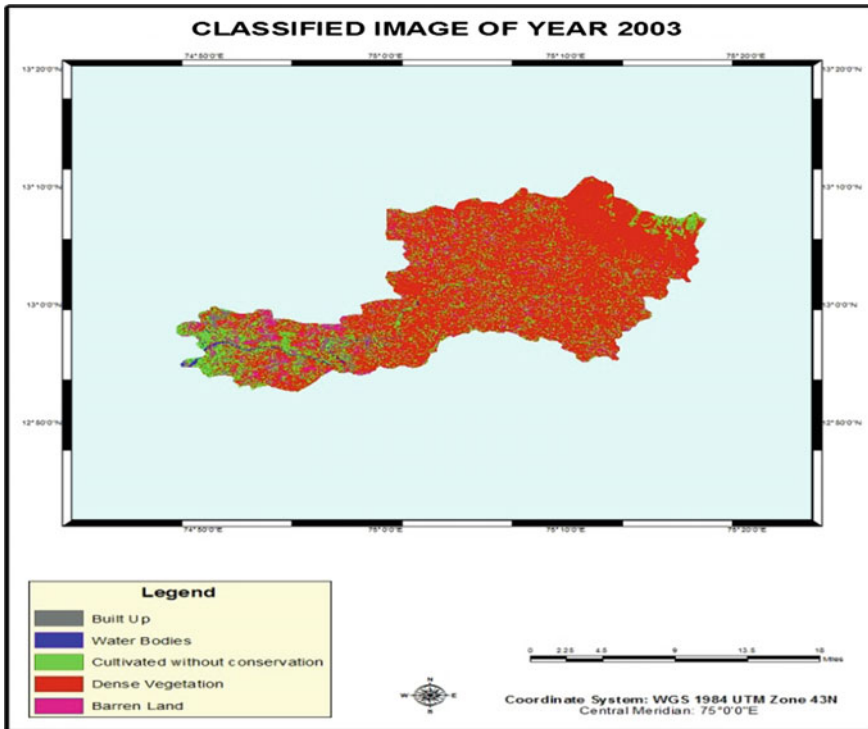 CLASSIFIED IMAGE OF YEAR 2003
74°50'0"E 75°0'0"E 75°10'0"E 75°20'0"E
13°20'0"N 13°20'0"N
13°10'0"N 13°10'0"N
13°0'0"N 13°0'0"N
12°50'0"N 12°50'0"N
74°50'0"E 75°0'0"E 75°10'0"E 75°20'0"E
Legend
Built Up
Water Bodies
Cultivated without conservation
Dense Vegetation
Barren Land
N
W E
S
0 2.25 4.5 9 13.5 18
Miles
Coordinate System: WGS 1984 UTM Zone 43N
Central Meridian: 75°0'0"E